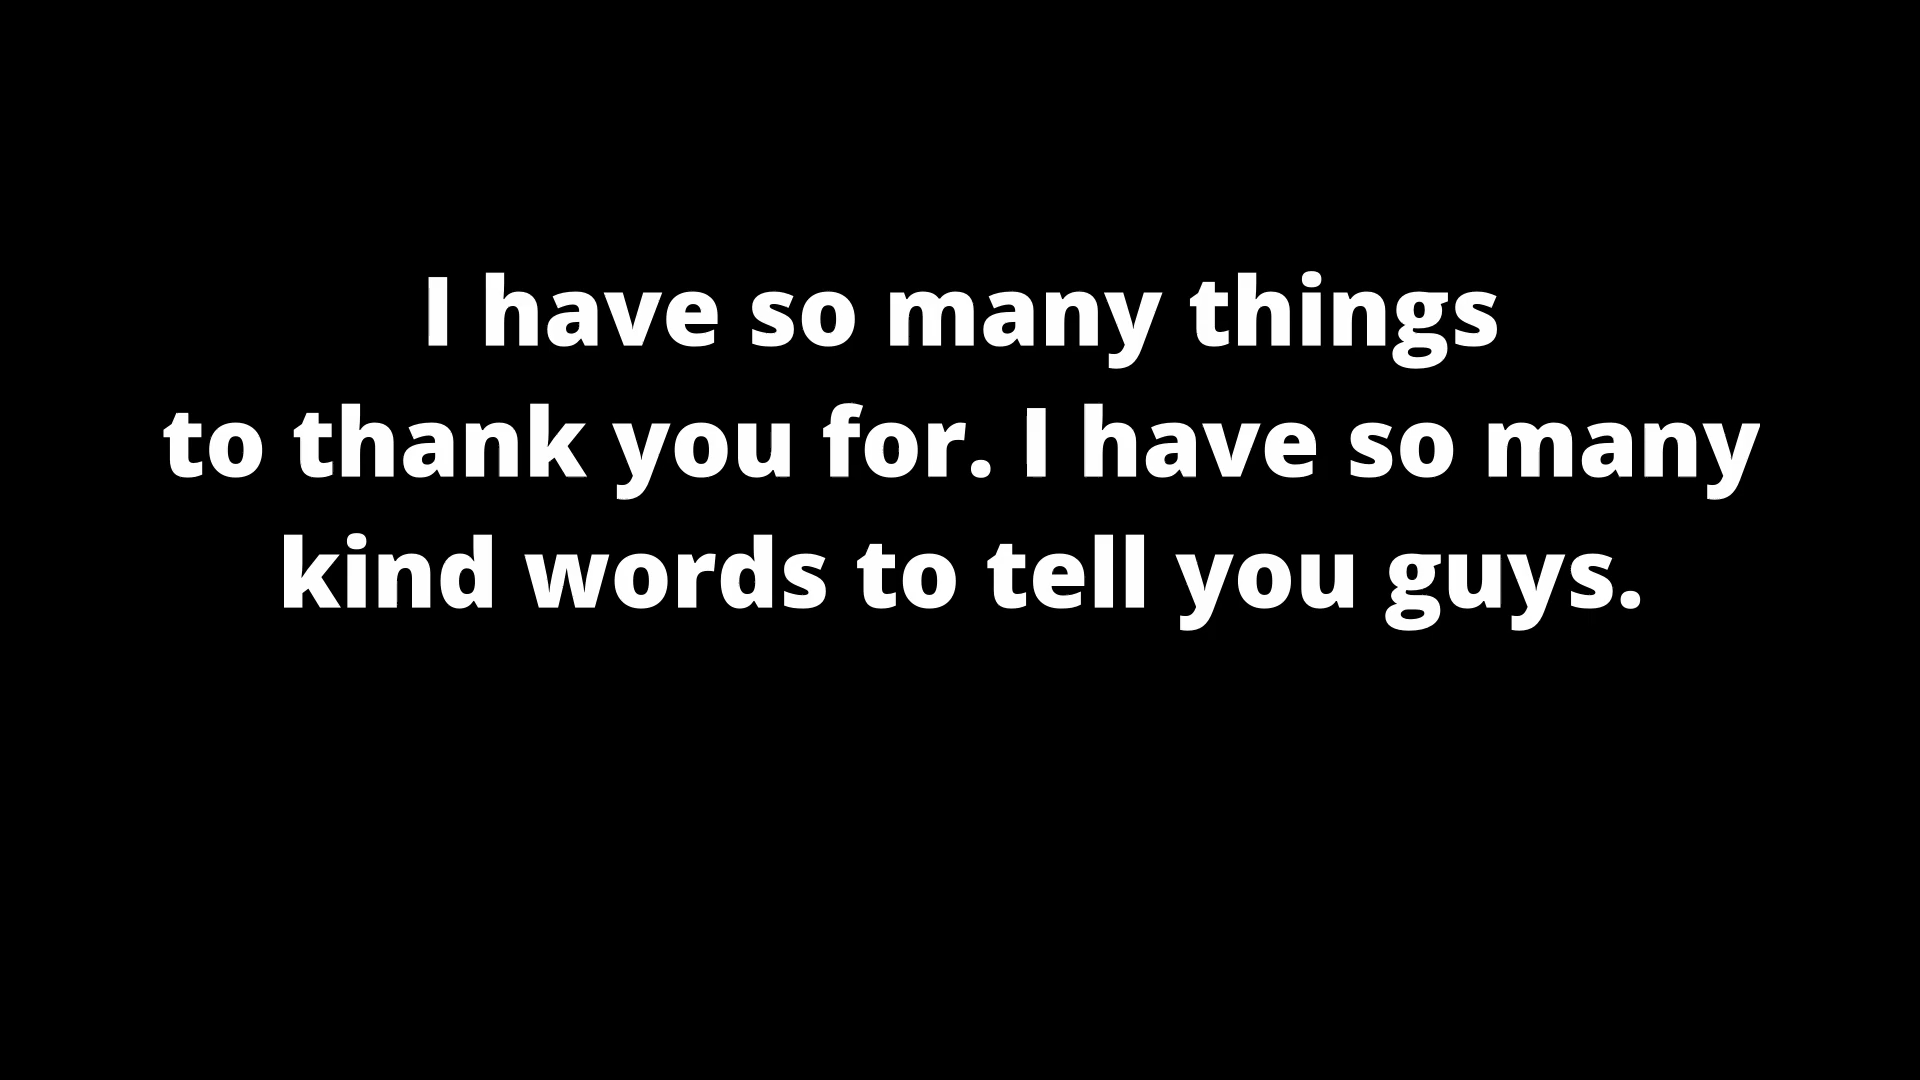 I have so many things
to thank you for. I have so many
kind words to tell you guys.